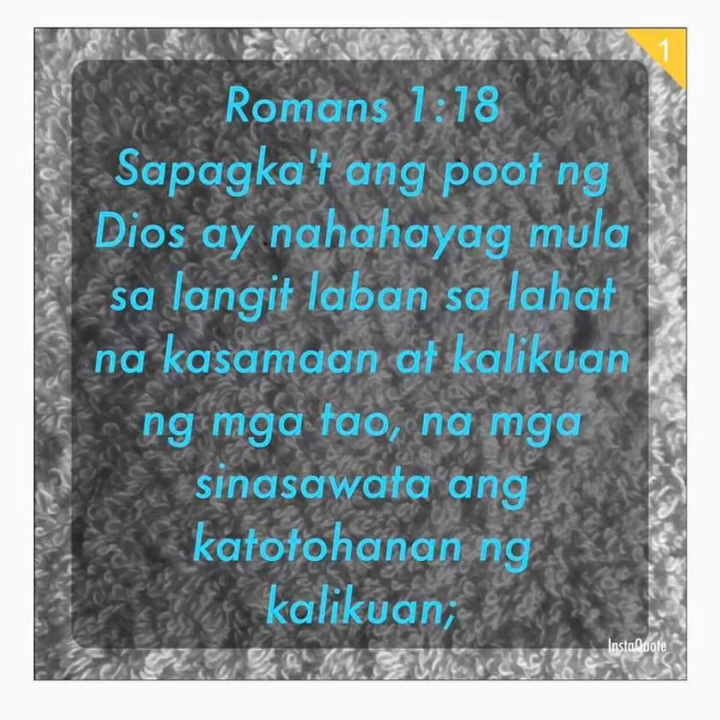 1
Romans 1:18
Sapagka't ang poot ng
Dios ay nahahayag mula
sa langit laban sa lahat
na kasamaan at kalikuan
ng mga tao, na mga
sinasawata ang
katotohanan ng
kalikuan;
InstaQuote